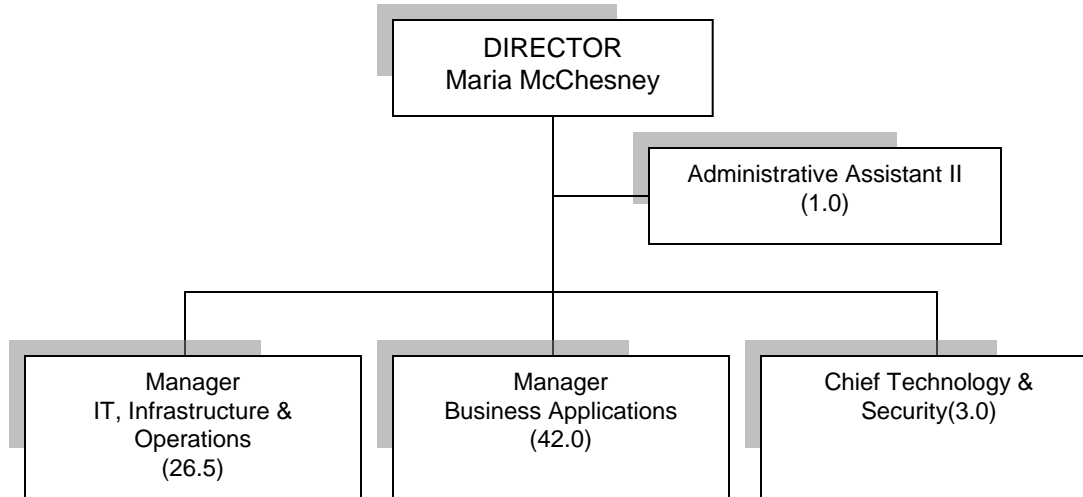 DIRECTOR
Maria McChesney
Administrative Assistant II
(1.0)
Manager
IT, Infrastructure &
Operations
(26.5)
Manager
Business Applications
(42.0)
Chief Technology &
Security(3.0)